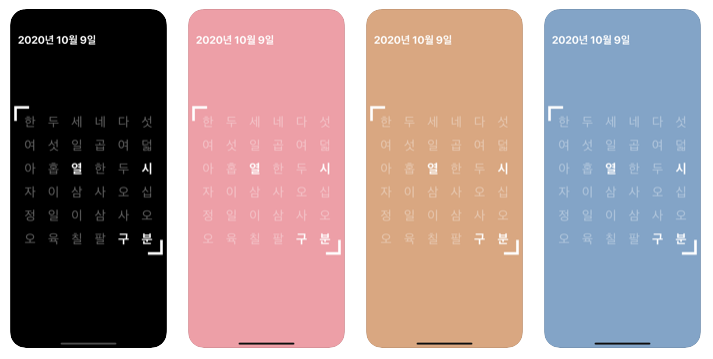 2020년 10월 9일
한 두 세 네 다 섯
여 섯 일 곱 여 덟
아 홉 열 한 두 시
자 이 삼 사 오 십
정 일 이 삼 사 오
오 육 칠 팔 구 분
2020년 10월 9일
한 두 세 네 다 섯
여 섯 일 곱 여 덟
아 홉 열 한 두 시
자 이 삼 사 오 십
정 일 이 삼 사 오
오 육 칠 팔 구 분
2020년 10월 9일
한 두 세 네 다 섯
여 섯 일 곱 여 덟
아 홉 열 한 두 시
자 이 삼 사 오 십
정 일 이 삼 사 오
오 육 칠 팔 구 분
2020년 10월 9일
한 두 세 네 다 섯
여 섯 일 곱 여 덟
아 홉 열 한 두 시
자 이 삼 사 오 십
정 일 이 삼 사 오
오 육 칠 팔 구 분